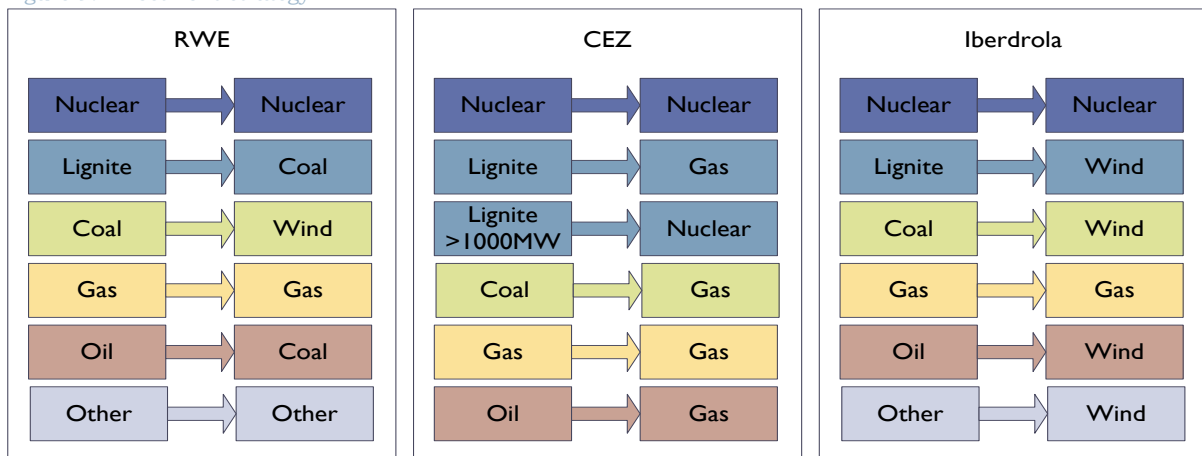 RWE
Nuclear Nuclear
Lignite Coal
Coal Wind
Gas Gas
Oil Coal
Other Other
CEZ
Nuclear Nuclear
Lignite Gas
Lignite
>1000MW Nuclear
Coal Gas
Gas Gas
Oil Gas
Iberdrola
Nuclear Nuclear
Lignite Wind
Coal Wind
Gas Gas
Oil Wind
Other Wind